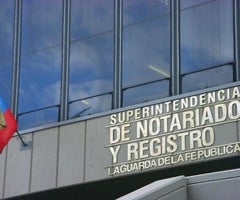 SUPERINTENDENCIA
DE NOTARIADO
Y REGISTRO
LA GUARDA DE LA FE PUBLICA